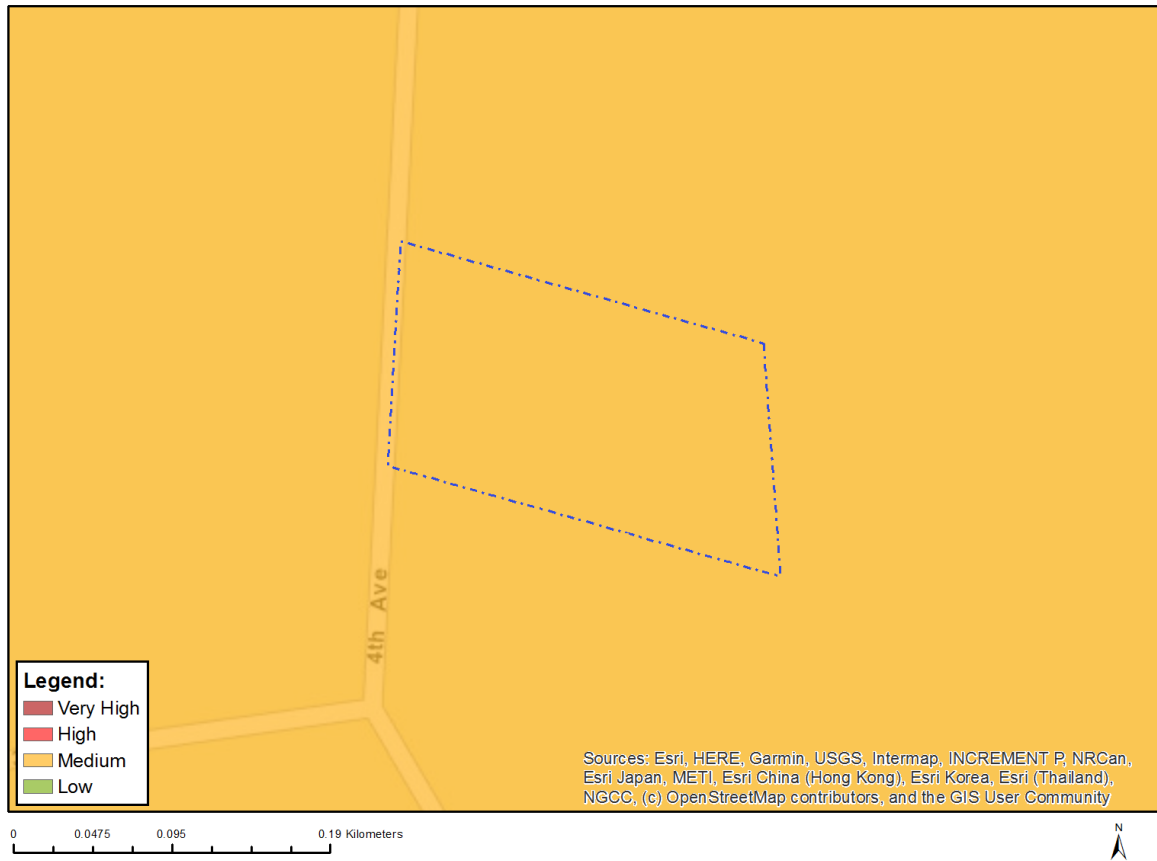 4th Ave
Legend:
Very High
High
Medium
Low
Sources: Esri, HERE, Garmin, USGS, Intermap, INCREMENT P, NRCan,
Esri Japan, METI, Esri China (Hong Kong), Esri Korea, Esri (Thailand),
NGCC, (c) OpenStreetMap contributors, and the GIS User Community
0 0.0475 0.095 0.19 Kilometers
N